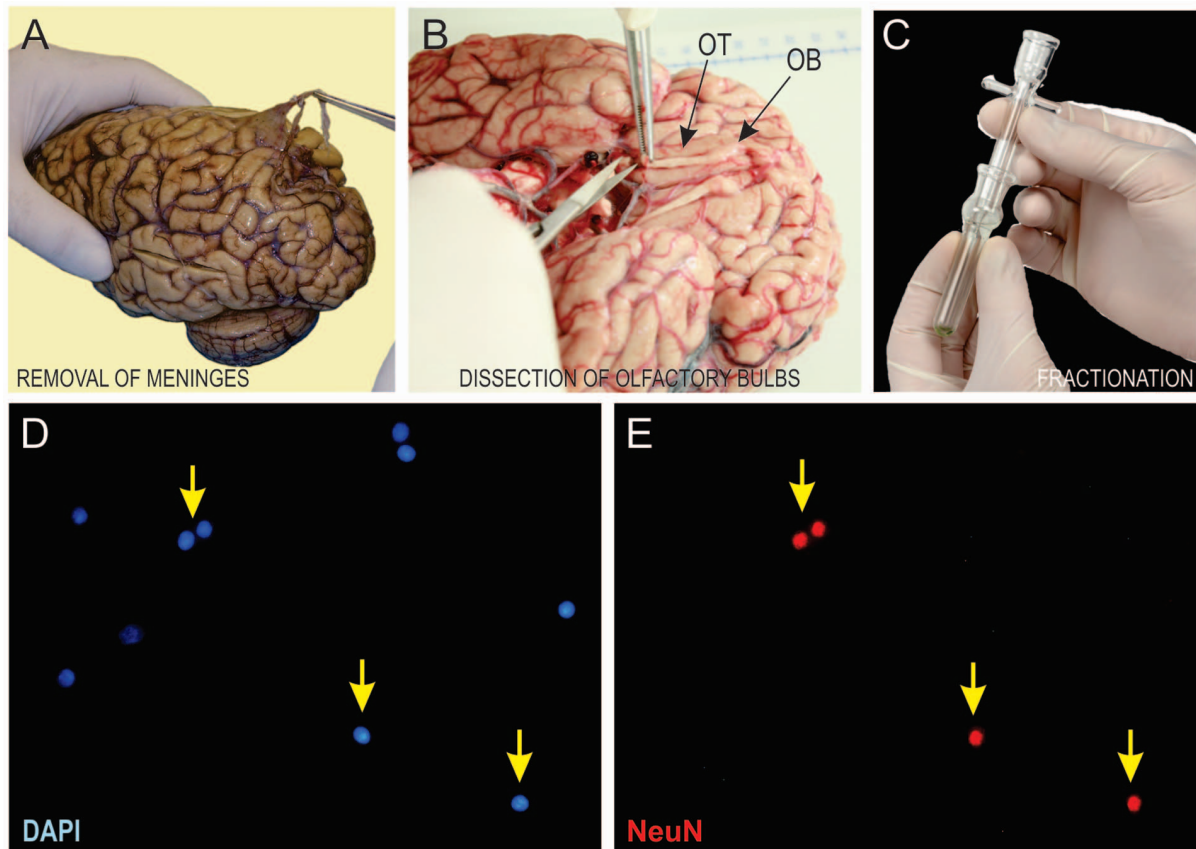 A
REMOVAL OF MENINGES
B
OT
OB
DISSECTION OF OLFACTORY BULBS
C
FRACTIONATION
D
DAPI
E
NeuN